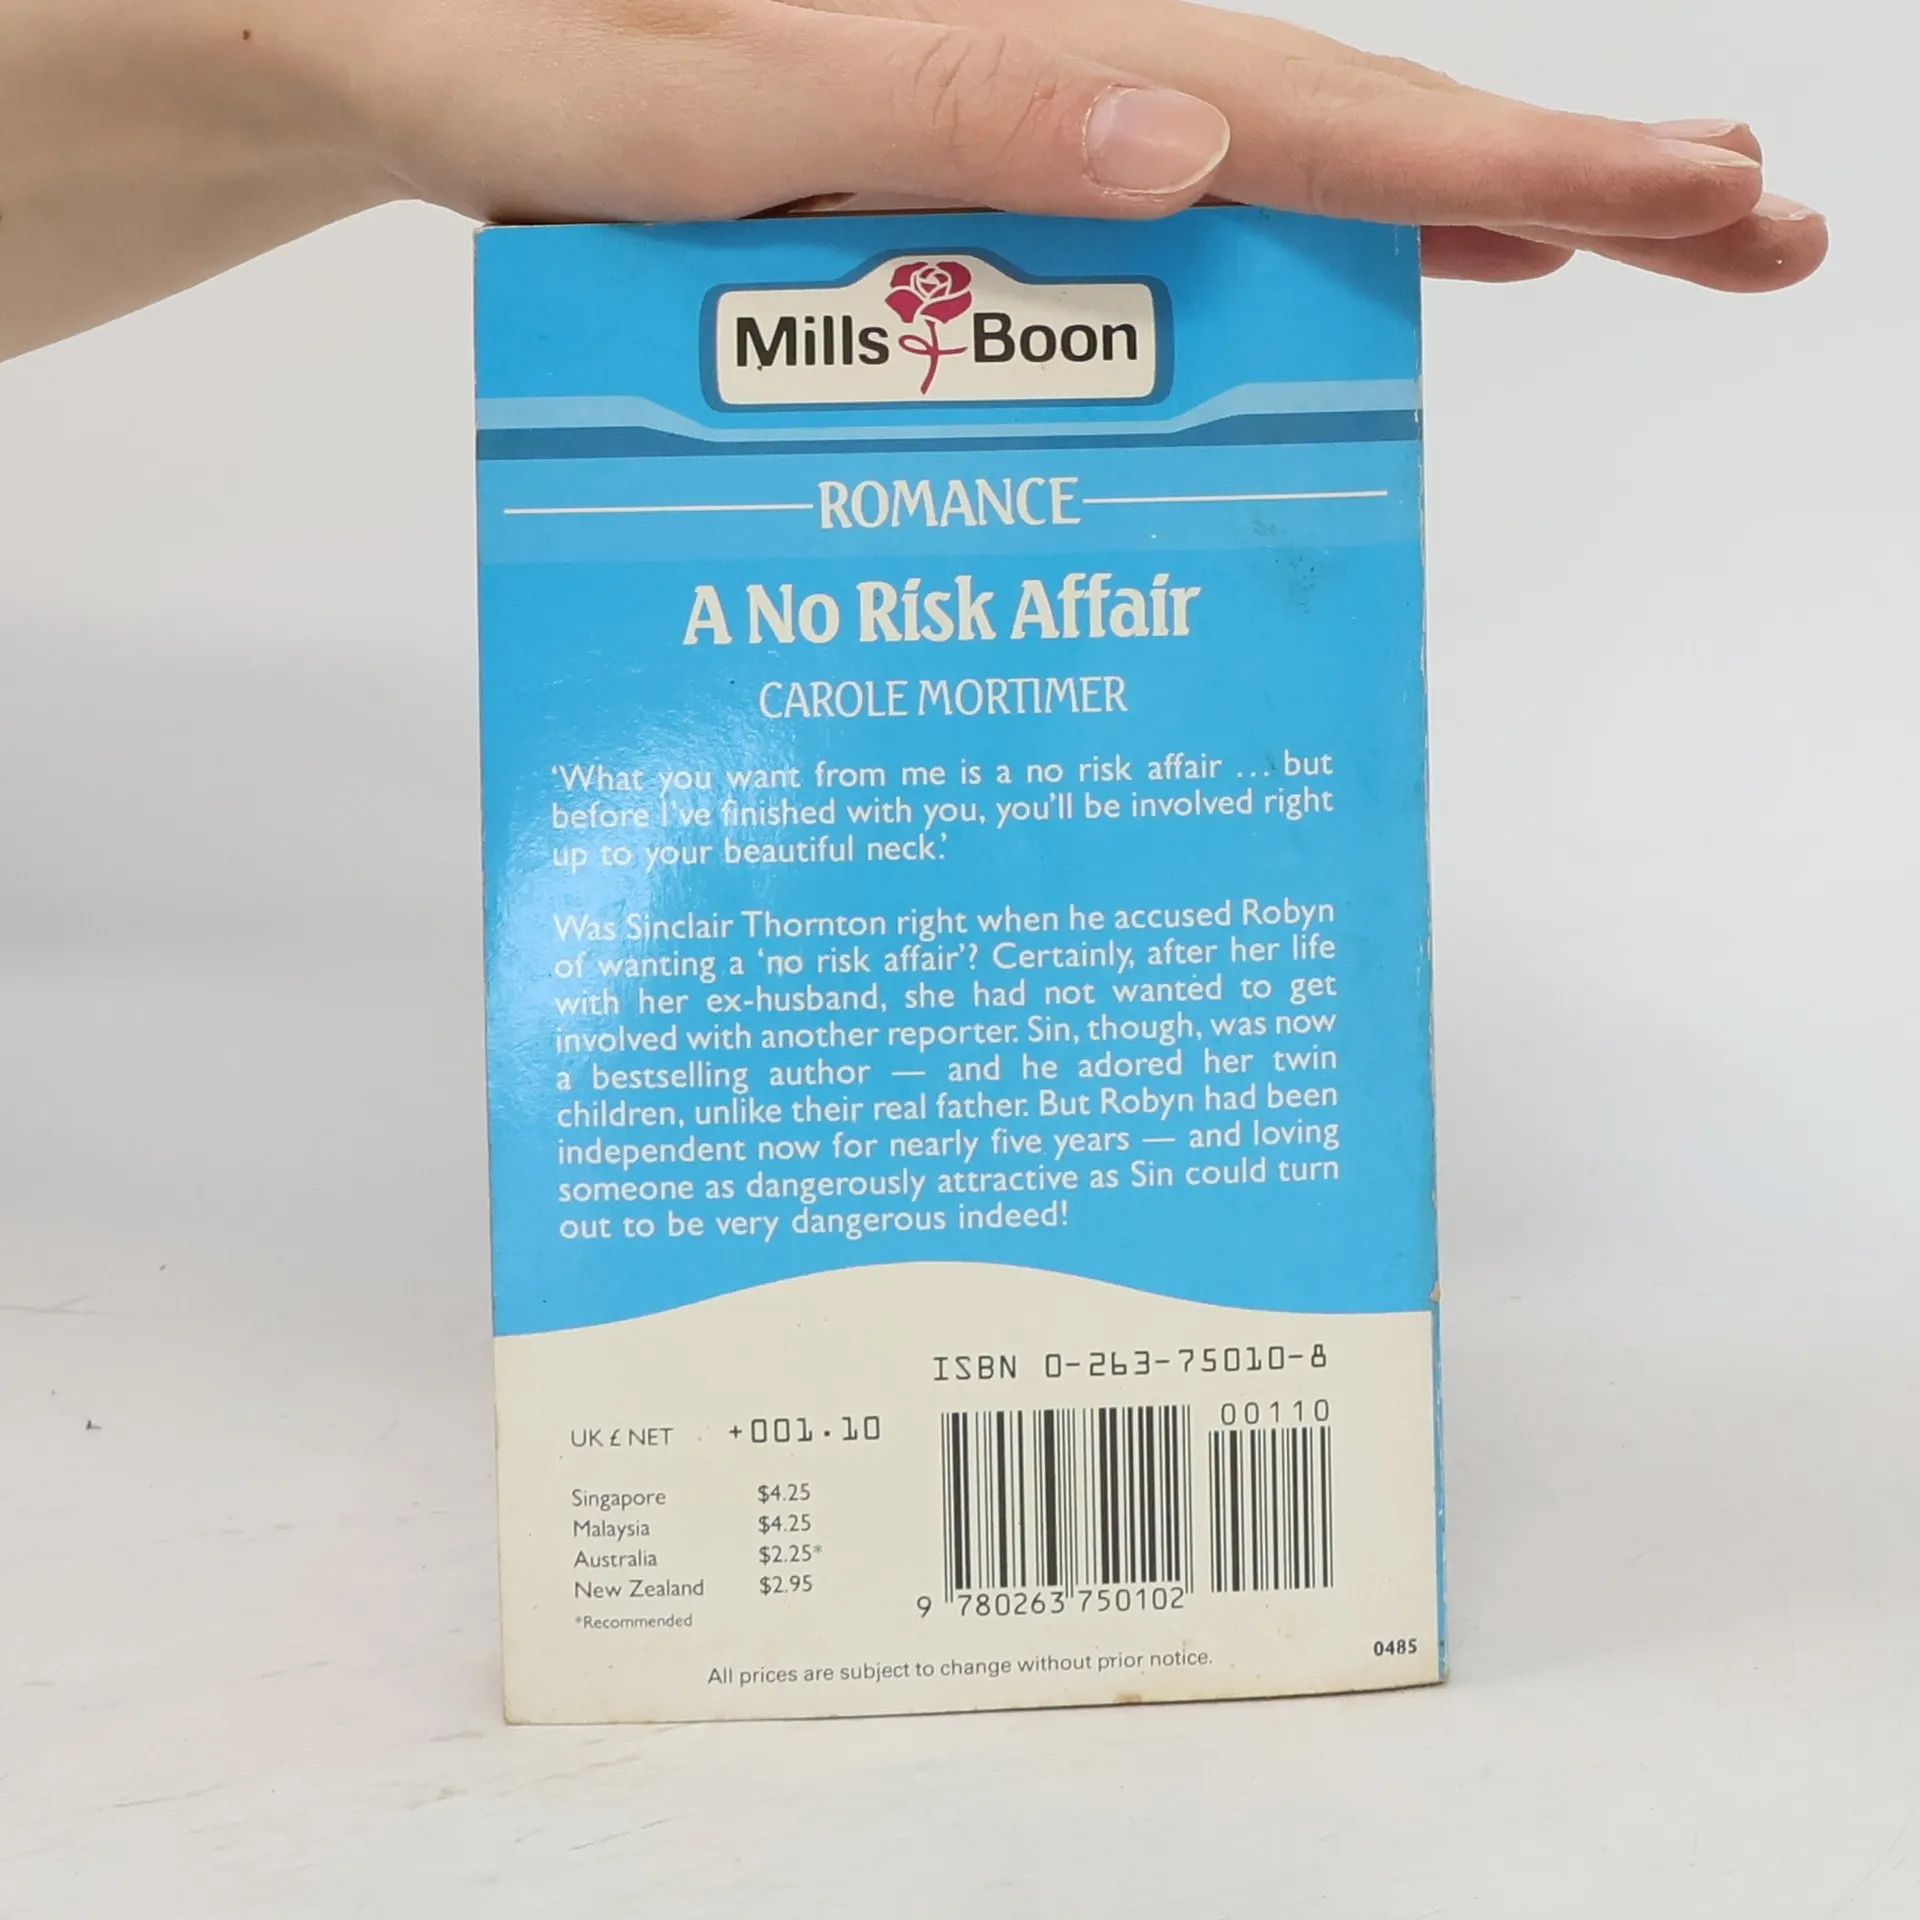 Mills & Boon
ROMANCE
A No Risk Affair
CAROLE MORTIMER
‘What you want from me is a no risk affair ... but
before I've finished with you, you’ll be involved right
up to your beautiful neck.’
Was Sinclair Thornton right when he accused Robyn
of wanting a ‘no risk affair’? Certainly, after her life
with her ex-husband, she had not wanted to get
involved with another reporter. Sin, though, was now
a bestselling author — and he adored her twin
children, unlike their real father. But Robyn had been
independent now for nearly five years — and loving
someone as dangerously attractive as Sin could turn
out to be very dangerous indeed!
ISBN 0-263-75010-8
00110
UK £ NET +001.10
Singapore $4.25
Malaysia $4.25
Australia $2.25*
New Zealand $2.95
*Recommended
9 780263 750102
0485
All prices are subject to change without prior notice.